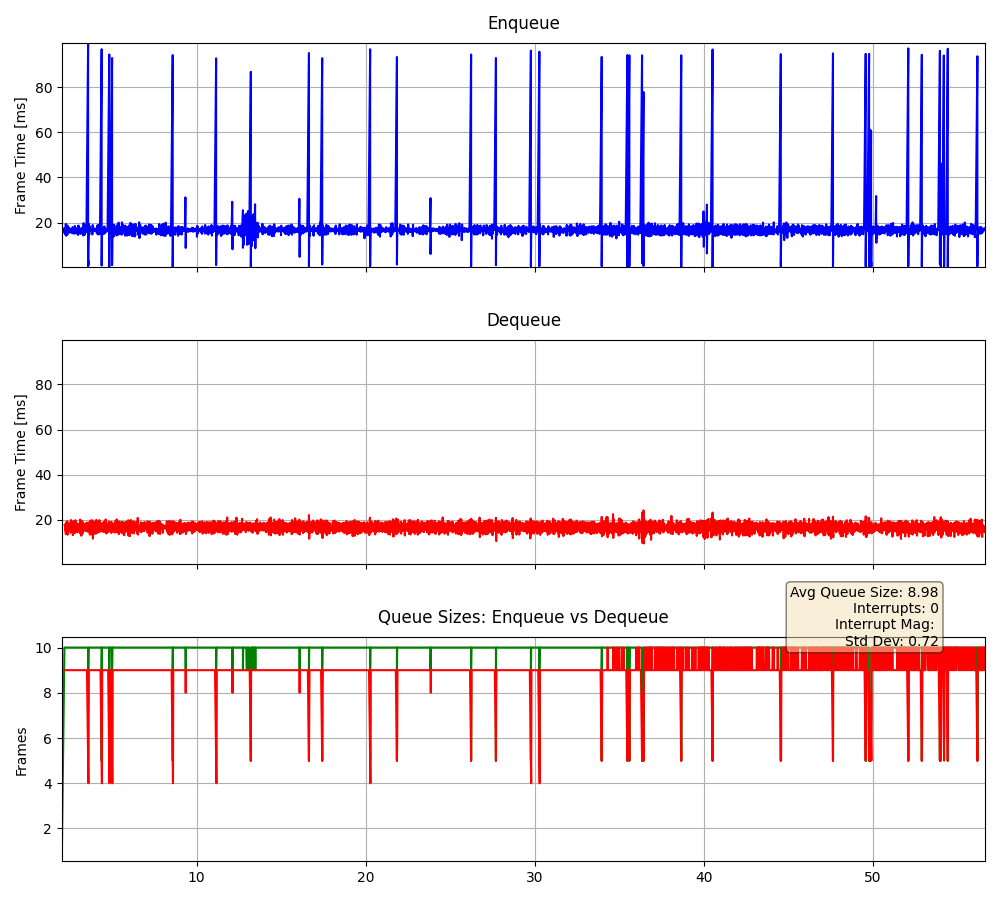 Enqueue
Frame Time [ms]
80
60
40
20
Dequeue
Frame Time [ms]
80
60
40
20
Avg Queue Size: 8.98
Interrupts: 0
Interrupt Mag:
Std Dev: 0.72
Queue Sizes: Enqueue vs Dequeue
Frames
10
8
6
4
2
10 20 30 40 50